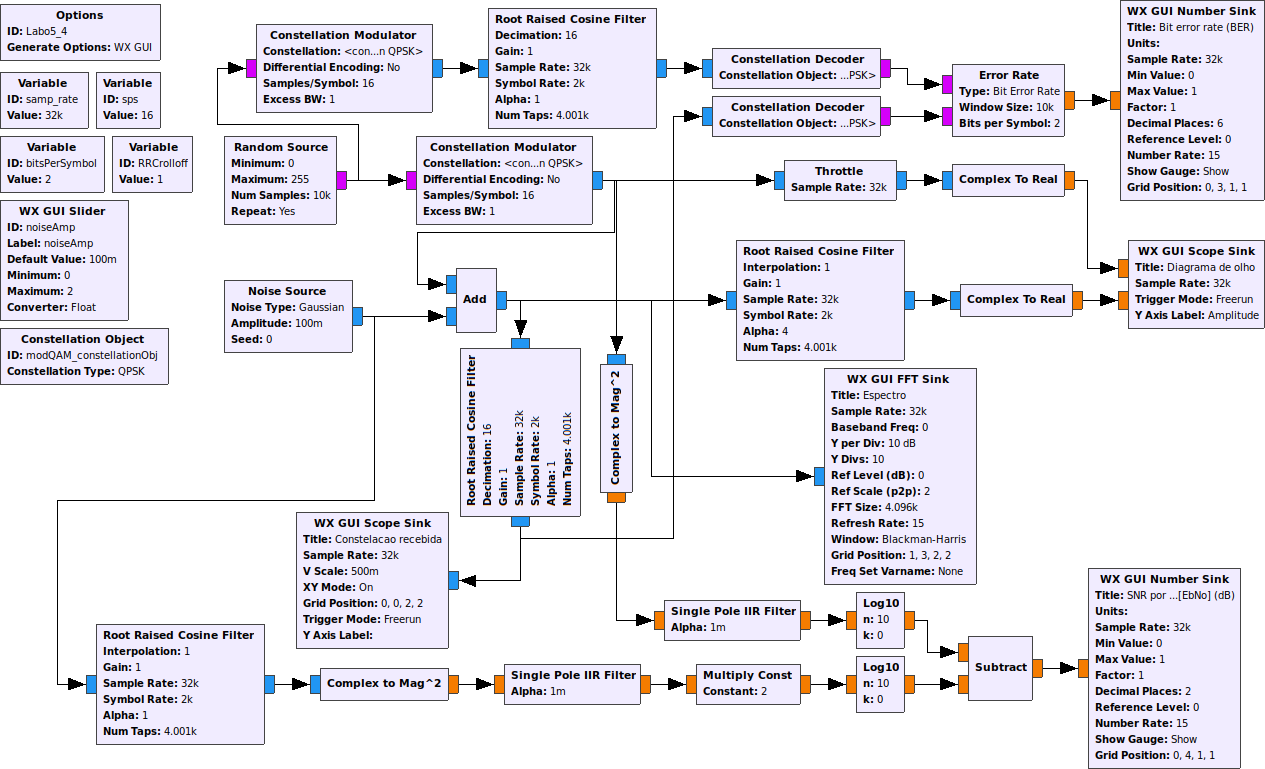 Options
ID: Labo5_4
Generate Options: WX GUI
Variable
ID: samp_rate
Value: 32k
Variable
ID: sps
Value: 16
Variable
ID: bitsPerSymbol
Value: 2
Variable
ID: RRCrolloff
Value: 1
WX GUI Slider
ID: noiseAmp
Label: noiseAmp
Default Value: 100m
Minimum: 0
Maximum: 2
Converter: Float
Constellation Object
ID: modQAM_constellationObj
Constellation Type: QPSK
Constellation Modulator
Constellation: <con...n QPSK>
Differential Encoding: No
Samples/Symbol: 16
Excess BW: 1
Root Raised Cosine Filter
Decimation: 16
Gain: 1
Sample Rate: 32k
Symbol Rate: 2k
Alpha: 1
Num Taps: 4.001k
Constellation Decoder
Constellation Object: ...PSK>
Constellation Decoder
Constellation Object: ...PSK>
Error Rate
Type: Bit Error Rate
Window Size: 10k
Bits per Symbol: 2
WX GUI Number Sink
Title: Bit error rate (BER)
Units:
Sample Rate: 32k
Min Value: 0
Max Value: 1
Factor: 1
Decimal Places: 6
Reference Level: 0
Number Rate: 15
Show Gauge: Show
Grid Position: 0, 3, 1, 1
Random Source
Minimum: 0
Maximum: 255
Num Samples: 10k
Repeat: Yes
Constellation Modulator
Constellation: <con...n QPSK>
Differential Encoding: No
Samples/Symbol: 16
Excess BW: 1
Throttle
Sample Rate: 32k
Complex To Real
Noise Source
Noise Type: Gaussian
Amplitude: 100m
Seed: 0
Add
Root Raised Cosine Filter
Interpolation: 1
Gain: 1
Sample Rate: 32k
Symbol Rate: 2k
Alpha: 4
Num Taps: 4.001k
Complex To Real
WX GUI Scope Sink
Title: Diagrama de olho
Sample Rate: 32k
Trigger Mode: Freerun
Y Axis Label: Amplitude
Root Raised Cosine Filter
Decimation: 16
Gain: 1
Sample Rate: 32k
Symbol Rate: 2k
Alpha: 1
Num Taps: 4.001k
Complex to Mag^2
WX GUI FFT Sink
Title: Espectro
Sample Rate: 32k
Baseband Freq: 0
Y per Div: 10 dB
Y Divs: 10
Ref Level (dB): 0
Ref Scale (p2p): 2
FFT Size: 4.096k
Refresh Rate: 15
Window: Blackman-Harris
Grid Position: 1, 3, 2, 2
Freq Set Varname: None
WX GUI Scope Sink
Title: Constelacao recebida
Sample Rate: 32k
V Scale: 500m
XY Mode: On
Grid Position: 0, 0, 2, 2
Trigger Mode: Freerun
Y Axis Label:
Root Raised Cosine Filter
Interpolation: 1
Gain: 1
Sample Rate: 32k
Symbol Rate: 2k
Alpha: 1
Num Taps: 4.001k
Complex to Mag^2
Single Pole IIR Filter
Alpha: 1m
Multiply Const
Constant: 2
Single Pole IIR Filter
Alpha: 1m
Log10
n: 10
k: 0
Log10
n: 10
k: 0
Subtract
WX GUI Number Sink
Title: SNR por ...[EbNo] (dB)
Units:
Sample Rate: 32k
Min Value: 0
Max Value: 1
Factor: 1
Decimal Places: 2
Reference Level: 0
Number Rate: 15
Show Gauge: Show
Grid Position: 0, 4, 1, 1